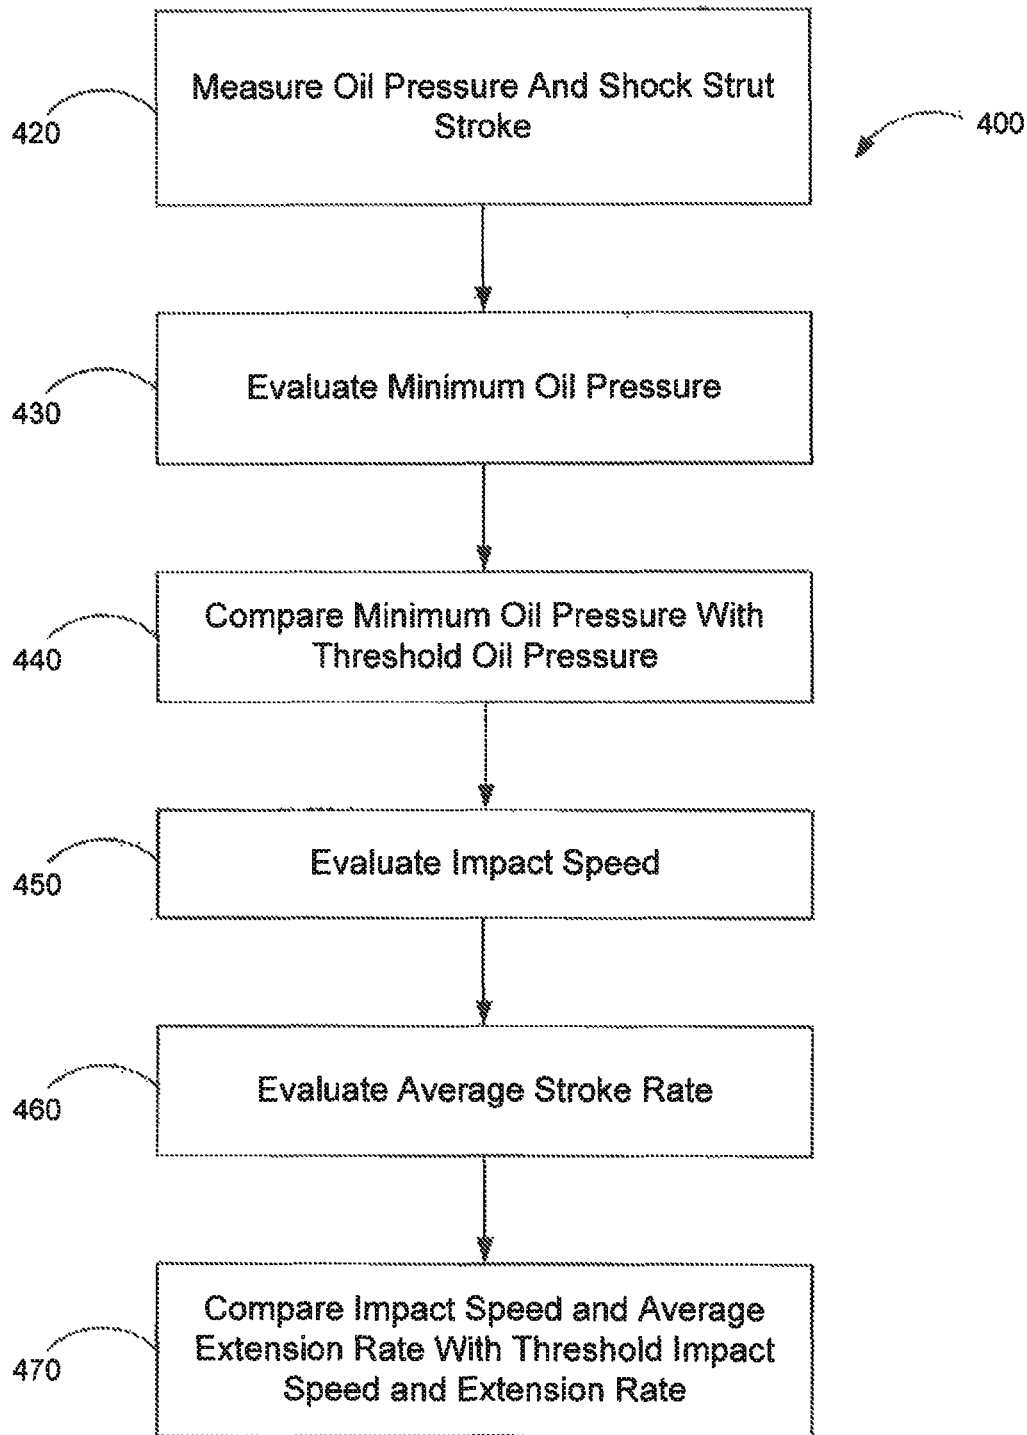 Measure Oil Pressure And Shock Strut
Stroke
420
400
Evaluate Minimum Oil Pressure
430
Compare Minimum Oil Pressure With
Threshold Oil Pressure
440
Evaluate Impact Speed
450
Evaluate Average Stroke Rate
460
Compare Impact Speed and Average
Extension Rate With Threshold Impact
Speed and Extension Rate
470